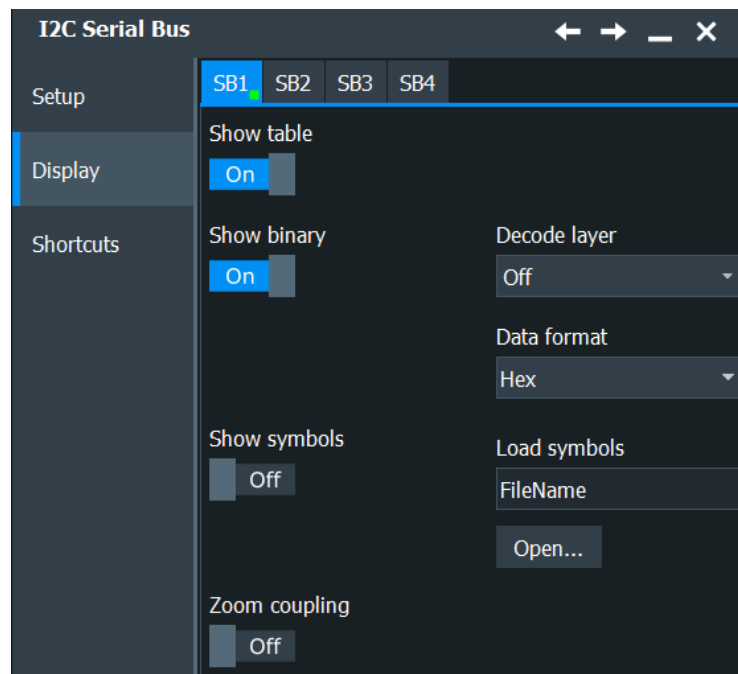 I2C Serial Bus
Setup
Display
Shortcuts
SB1 SB2 SB3 SB4
Show table
On
Show binary
On
Decode layer
Off
Data format
Hex
Show symbols
Off
Load symbols
FileName
Open...
Zoom coupling
Off